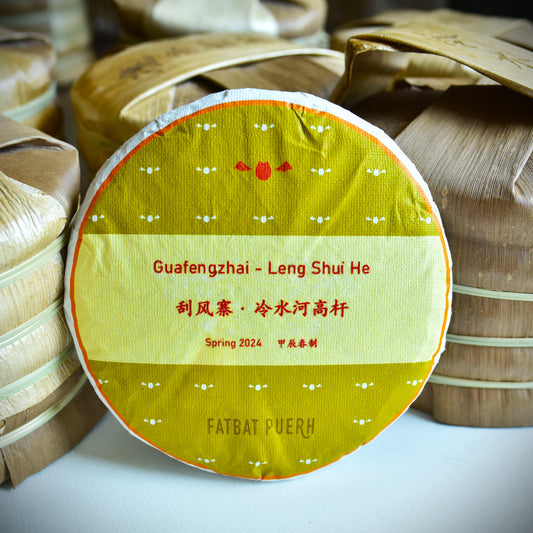 Guafengzhai - Leng Shui He
刮风寨 · 冷水河高杆
Spring 2024 甲辰春制
FATBAT PUERH